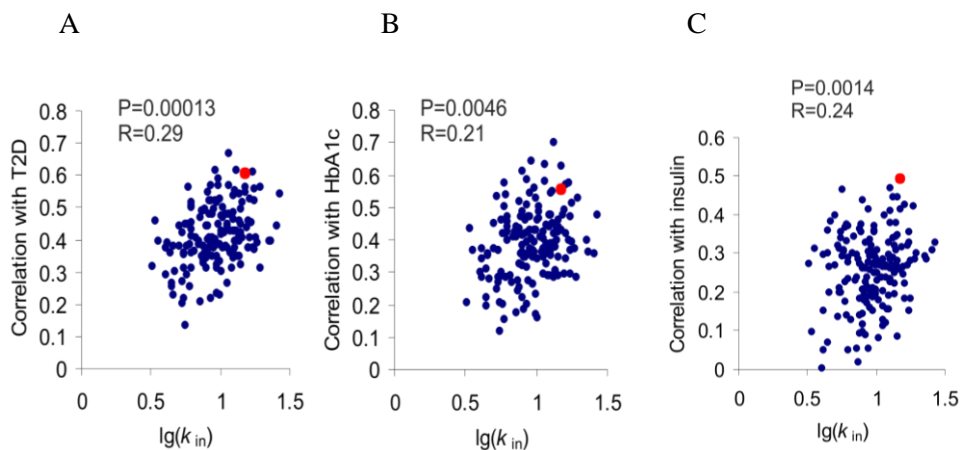 A
B
C
P=0.00013
R=0.29
Correlation with T2D
0.8
0.7
0.6
0.5
0.4
0.3
0.2
0.1
0
0
0.5
1
1.5
lg(k in)
P=0.0046
R=0.21
Correlation with HbA1c
0.8
0.7
0.6
0.5
0.4
0.3
0.2
0.1
0
0
0.5
1
1.5
lg(k in)
P=0.0014
R=0.24
Correlation with insulin
0.6
0.5
0.4
0.3
0.2
0.1
0
0
0.5
1
1.5
lg(k in)